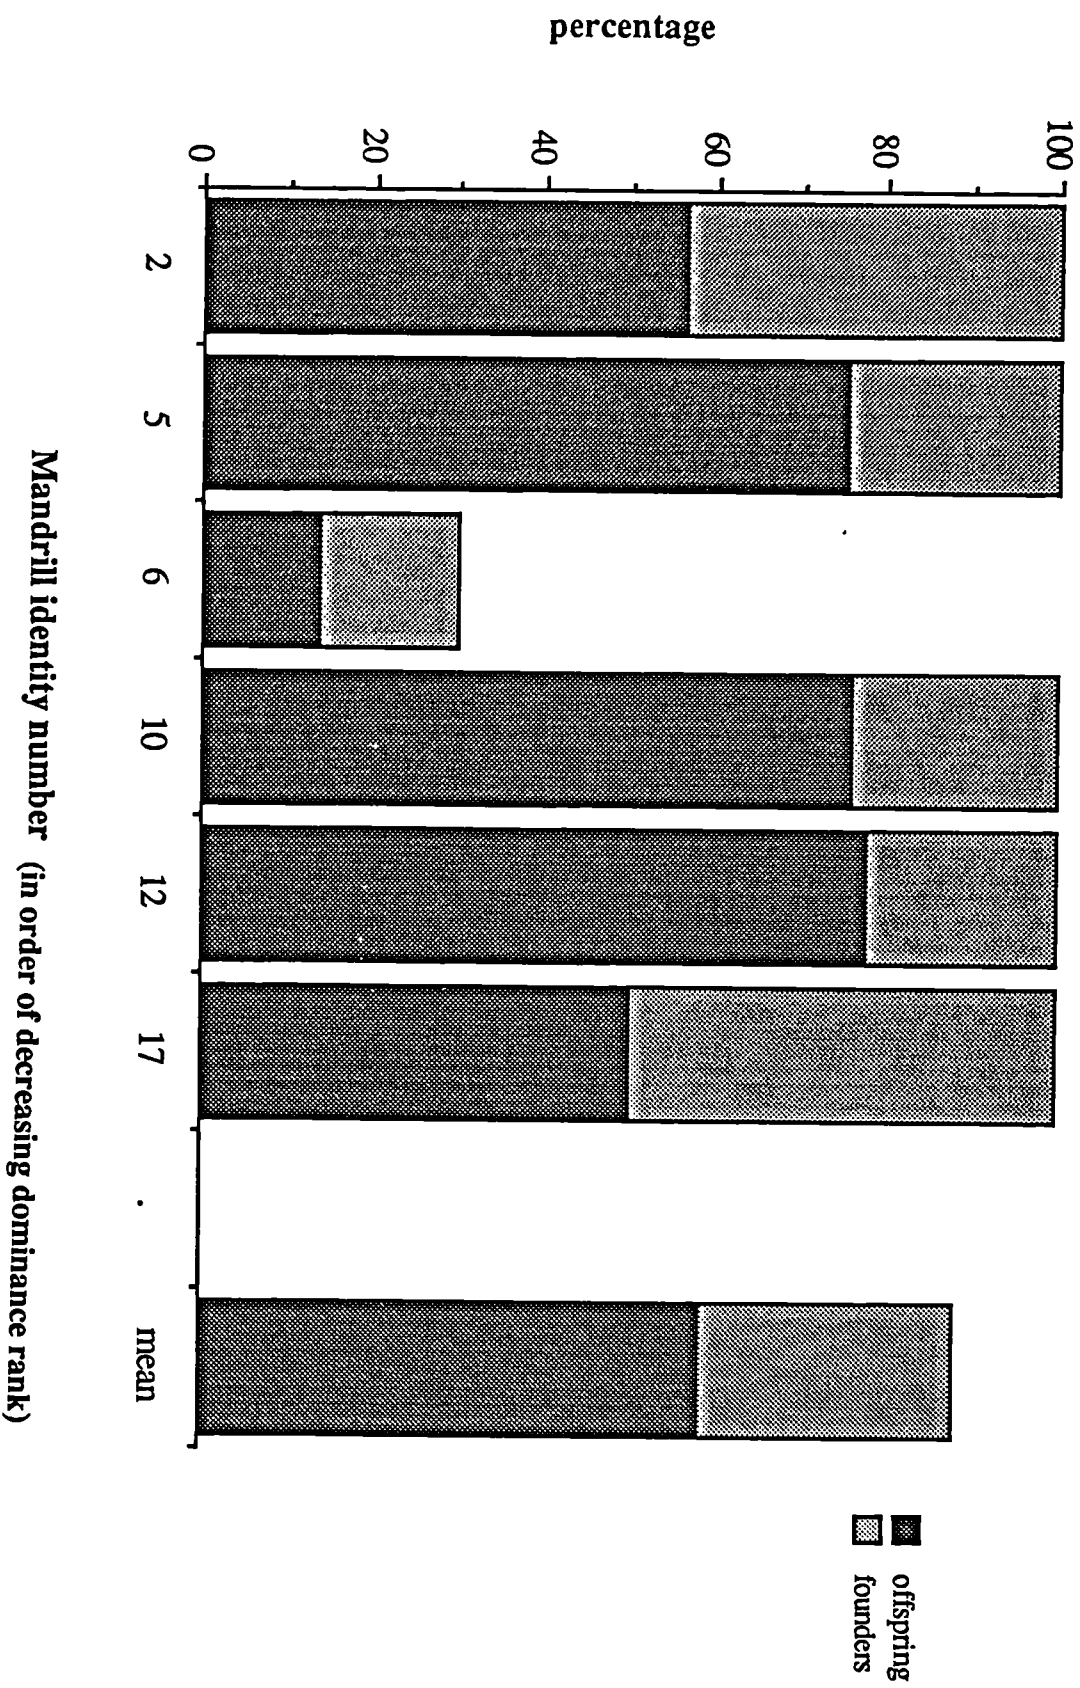 percentage
100
80
60
40
20
0
2
5
6
10
12
17
.
mean
Mandrill identity number (in order of decreasing dominance rank)
offspring
founders